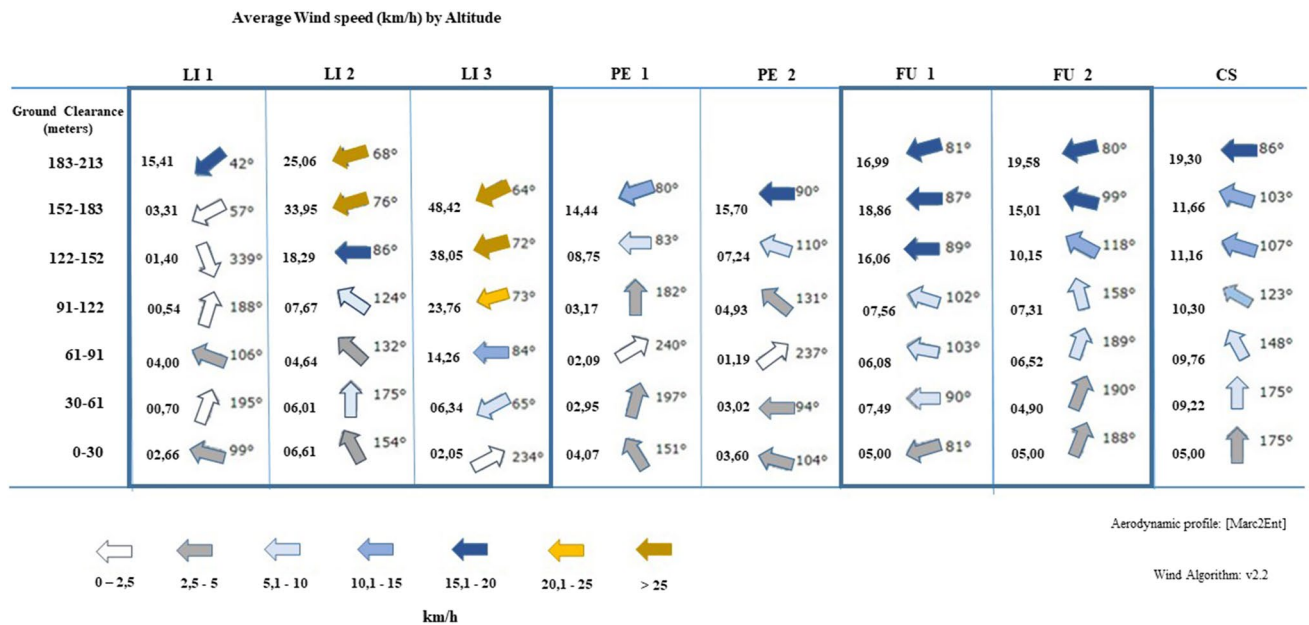 Average Wind speed (km/h) by Altitude
LI 1 LI 2 LI 3 PE 1 PE 2 FU 1 FU 2 CS
Ground Clearance
(meters)
183-213 15,41 42° 25,06 68° 16,99 81° 19,58 80° 19,30 86°
152-183 03,31 57° 33,95 76° 48,42 64° 14,44 80° 15,70 90° 18,86 87° 15,01 99° 11,66 103°
122-152 01,40 339° 18,29 86° 38,05 72° 08,75 83° 07,24 110° 16,06 89° 10,15 118° 11,16 107°
91-122 00,54 188° 07,67 124° 23,76 73° 03,17 182° 04,93 131° 07,56 102° 07,31 158° 10,30 123°
61-91 04,00 106° 04,64 132° 14,26 84° 02,09 240° 01,19 237° 06,08 103° 06,52 189° 09,76 148°
30-61 00,70 195° 06,01 175° 06,34 65° 02,95 197° 03,02 94° 07,49 90° 04,90 190° 09,22 175°
0-30 02,66 99° 06,61 154° 02,05 234° 04,07 151° 03,60 104° 05,00 81° 05,00 188° 05,00 175°
Aerodynamic profile: [Marc2Ent]
Wind Algorithm: v2.2
0 – 2,5 2,5 - 5 5,1 - 10 10,1 - 15 15,1 - 20 20,1 - 25 > 25
km/h